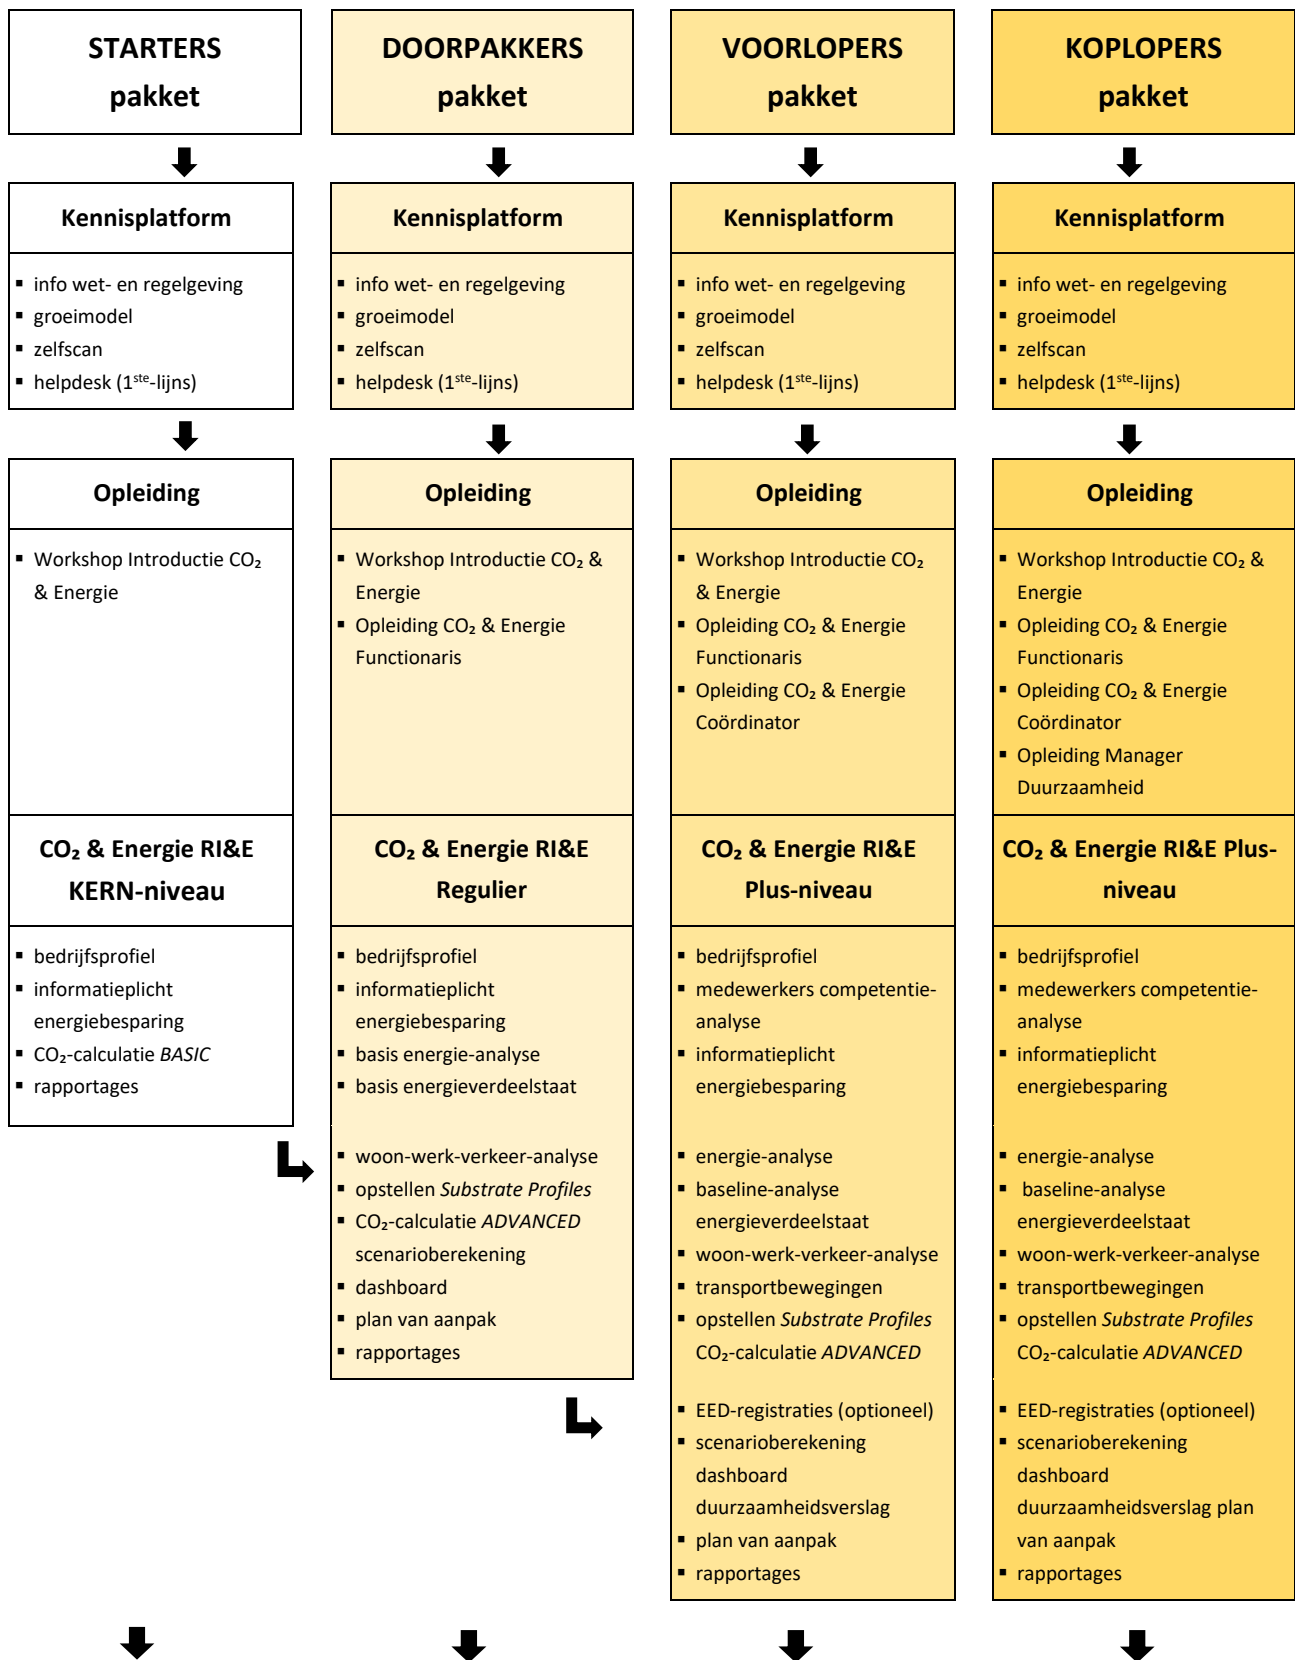 STARTERS
pakket
DOORPAKKERS
pakket
VOORLOPERS
pakket
KOPLOPERS
pakket
Kennisplatform
▪ info wet- en regelgeving
▪ groeimodel
▪ zelfscan
▪ helpdesk (1ste-lijns)
Kennisplatform
▪ info wet- en regelgeving
▪ groeimodel
▪ zelfscan
▪ helpdesk (1ste-lijns)
Kennisplatform
▪ info wet- en regelgeving
▪ groeimodel
▪ zelfscan
▪ helpdesk (1ste-lijns)
Kennisplatform
▪ info wet- en regelgeving
▪ groeimodel
▪ zelfscan
▪ helpdesk (1ste-lijns)
Opleiding
▪ Workshop Introductie CO₂
& Energie
Opleiding
▪ Workshop Introductie CO₂ &
Energie
▪ Opleiding CO₂ & Energie
Functionaris
Opleiding
▪ Workshop Introductie CO₂
& Energie
▪ Opleiding CO₂ & Energie
Functionaris
▪ Opleiding CO₂ & Energie
Coördinator
Opleiding
▪ Workshop Introductie CO₂ &
Energie
▪ Opleiding CO₂ & Energie
Functionaris
▪ Opleiding CO₂ & Energie
Coördinator
▪ Opleiding Manager
Duurzaamheid
CO₂ & Energie RI&E
KERN-niveau
▪ bedrijfsprofiel
▪ informatieplicht
energiebesparing
▪ CO₂-calculatie BASIC
▪ rapportages
CO₂ & Energie RI&E
Regulier
▪ bedrijfsprofiel
▪ informatieplicht
energiebesparing
▪ basis energie-analyse
▪ basis energieverdeelstaat
▪ woon-werk-verkeer-analyse
▪ opstellen Substrate Profiles
▪ CO₂-calculatie ADVANCED
scenarioberekening
▪ dashboard
▪ plan van aanpak
▪ rapportages
CO₂ & Energie RI&E
Plus-niveau
▪ bedrijfsprofiel
▪ medewerkers competentie-
analyse
▪ informatieplicht
energiebesparing
▪ energie-analyse
▪ baseline-analyse
energieverdeelstaat
▪ woon-werk-verkeer-analyse
▪ transportbewegingen
▪ opstellen Substrate Profiles
CO₂-calculatie ADVANCED
▪ EED-registraties (optioneel)
▪ scenarioberekening
dashboard
duurzaamheidsverslag
▪ plan van aanpak
▪ rapportages
CO₂ & Energie RI&E Plus-
niveau
▪ bedrijfsprofiel
▪ medewerkers competentie-
analyse
▪ informatieplicht
energiebesparing
▪ energie-analyse
▪ baseline-analyse
energieverdeelstaat
▪ woon-werk-verkeer-analyse
▪ transportbewegingen
▪ opstellen Substrate Profiles
CO₂-calculatie ADVANCED
▪ EED-registraties (optioneel)
▪ scenarioberekening
dashboard
duurzaamheidsverslag plan
van aanpak
▪ rapportages